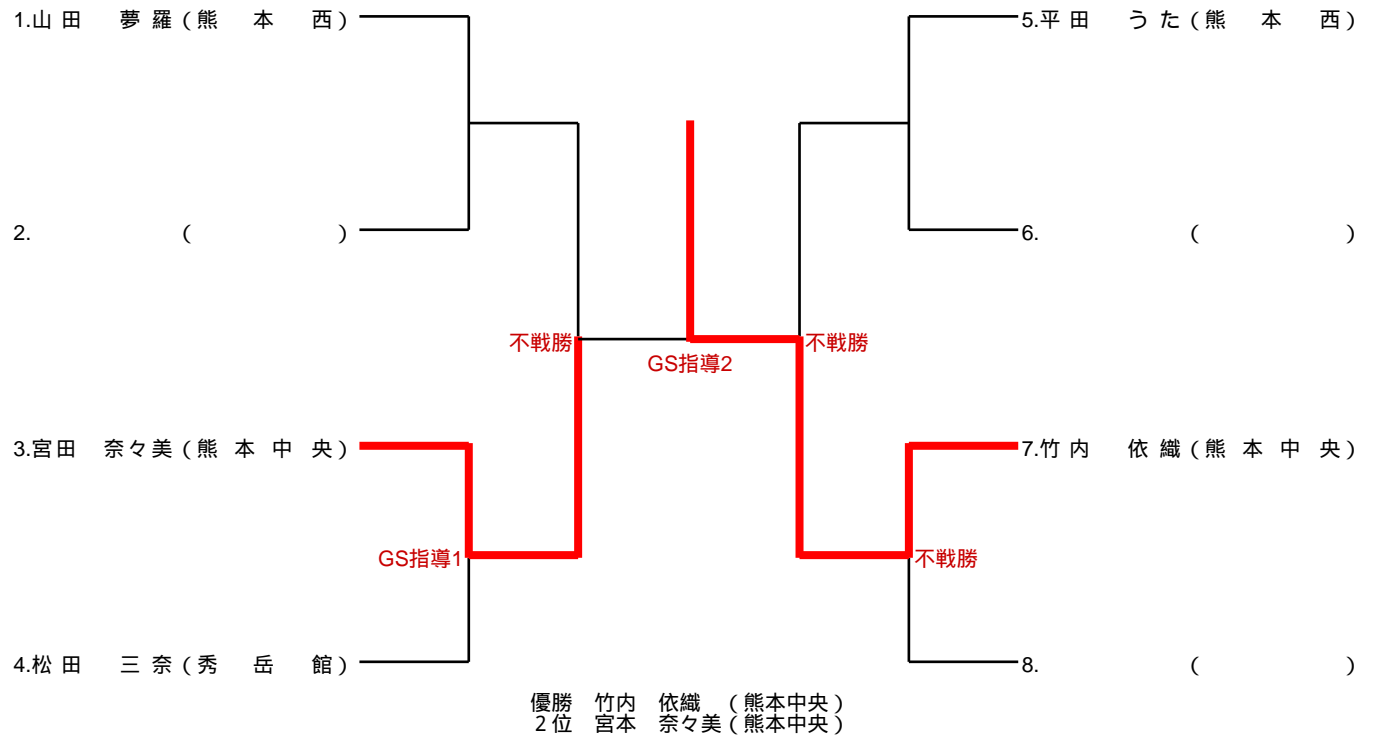 1.山田 夢羅(熊本西)
5.平田 うた(熊本西)
2. ( )
6. ( )
不戦勝
不戦勝
GS指導2
3.宮田 奈々美(熊本中央)
7.竹内 依織(熊本中央)
GS指導1
不戦勝
4.松田 三奈(秀岳館)
8. ( )
優勝 竹内 依織 (熊本中央)
2位 宮本 奈々美(熊本中央)